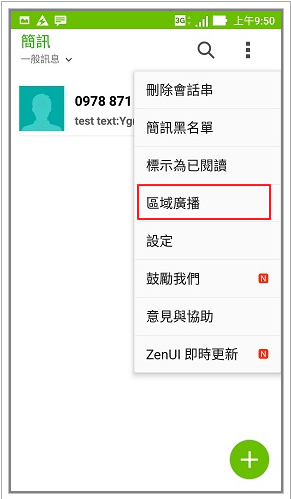 3G 上午9:50
簡訊
一般訊息
0978 871
test text:Ygr
刪除會話串
簡訊黑名單
標示為已閱讀
區域廣播
設定
鼓勵我們 N
意見與協助
ZenUI 即時更新 N